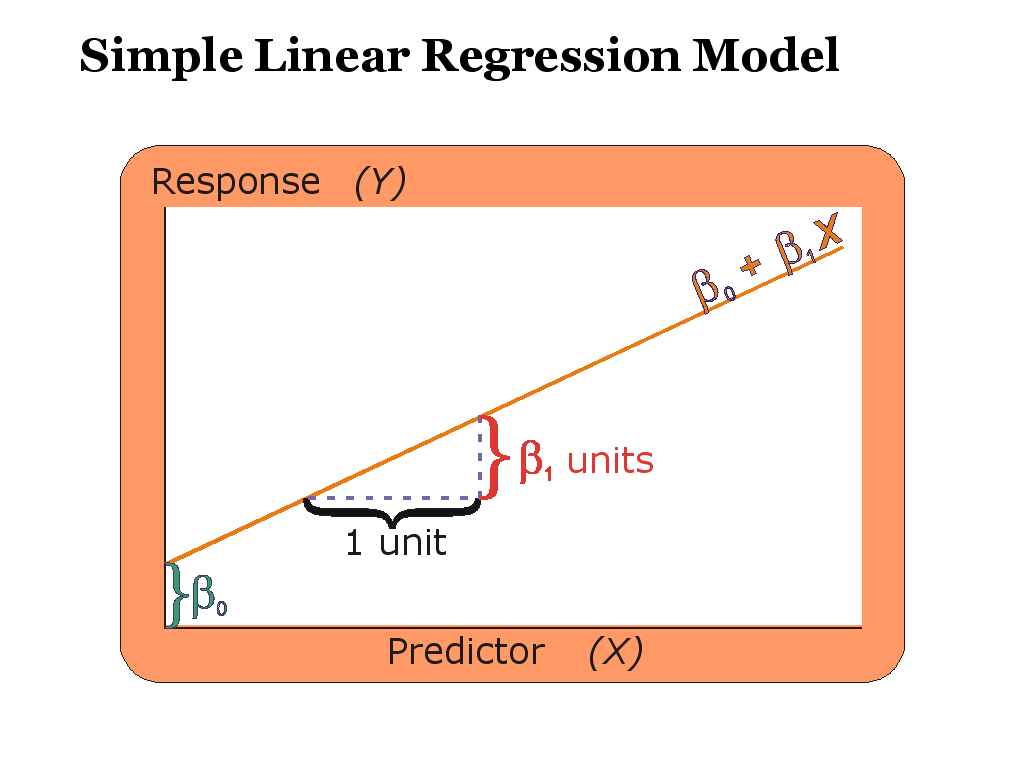 Simple Linear Regression Model
Response (Y)
β₀ + β₁X
β₁ units
1 unit
β₀
Predictor (X)